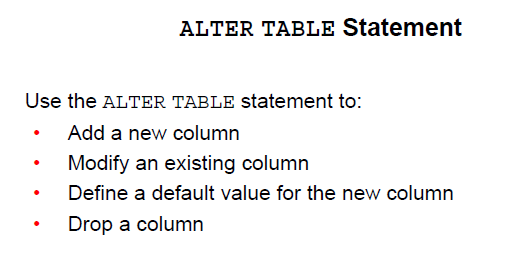 ALTER TABLE Statement
Use the ALTER TABLE statement to:
• Add a new column
• Modify an existing column
• Define a default value for the new column
• Drop a column